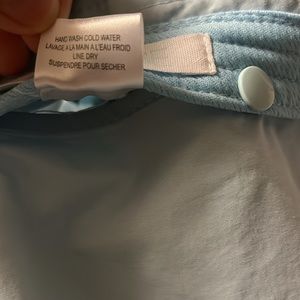 HAND WASH COLD WATER
LAVAGE A LA MAIN A L'EAU FROID
LINE DRY
SUSPENDRE POUR SECHER.